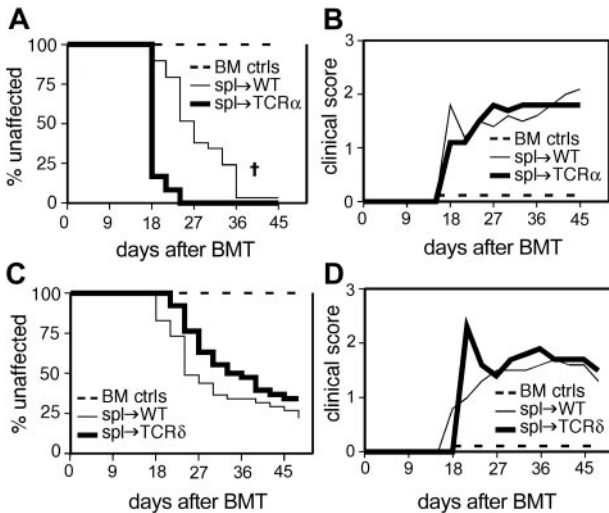 A
% unaffected
100
75
50
25
0
BM ctrls
spl→WT
spl→TCRα
†
0 9 18 27 36 45
days after BMT
B
clinical score
3
2
1
0
BM ctrls
spl→WT
spl→TCRα
0 9 18 27 36 45
days after BMT
C
% unaffected
100
75
50
25
0
BM ctrls
spl→WT
spl→TCRδ
0 9 18 27 36 45
days after BMT
D
clinical score
3
2
1
0
BM ctrls
spl→WT
spl→TCRδ
0 9 18 27 36 45
days after BMT